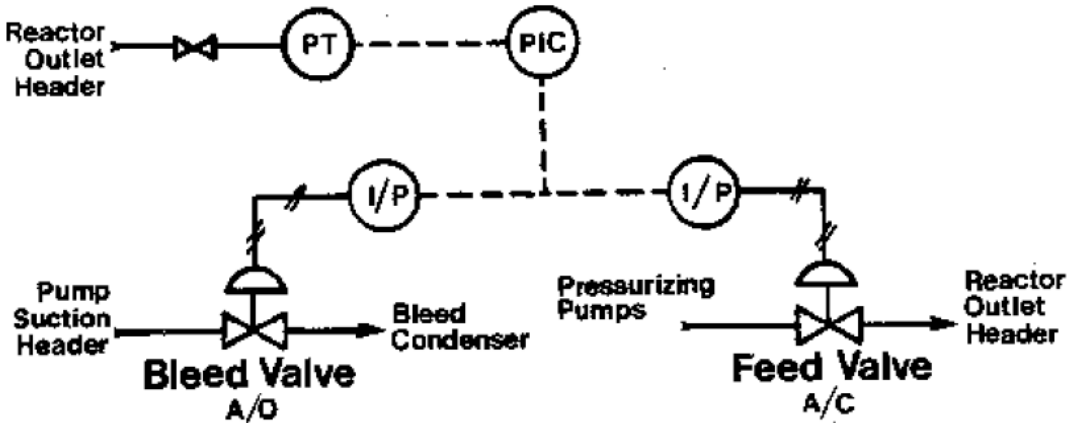 Reactor
Outlet
Header
PT
PIC
I/P
I/P
Pump
Suction
Header
Bleed
Condenser
Bleed Valve
A/O
Pressurizing
Pumps
Reactor
Outlet
Header
Feed Valve
A/C